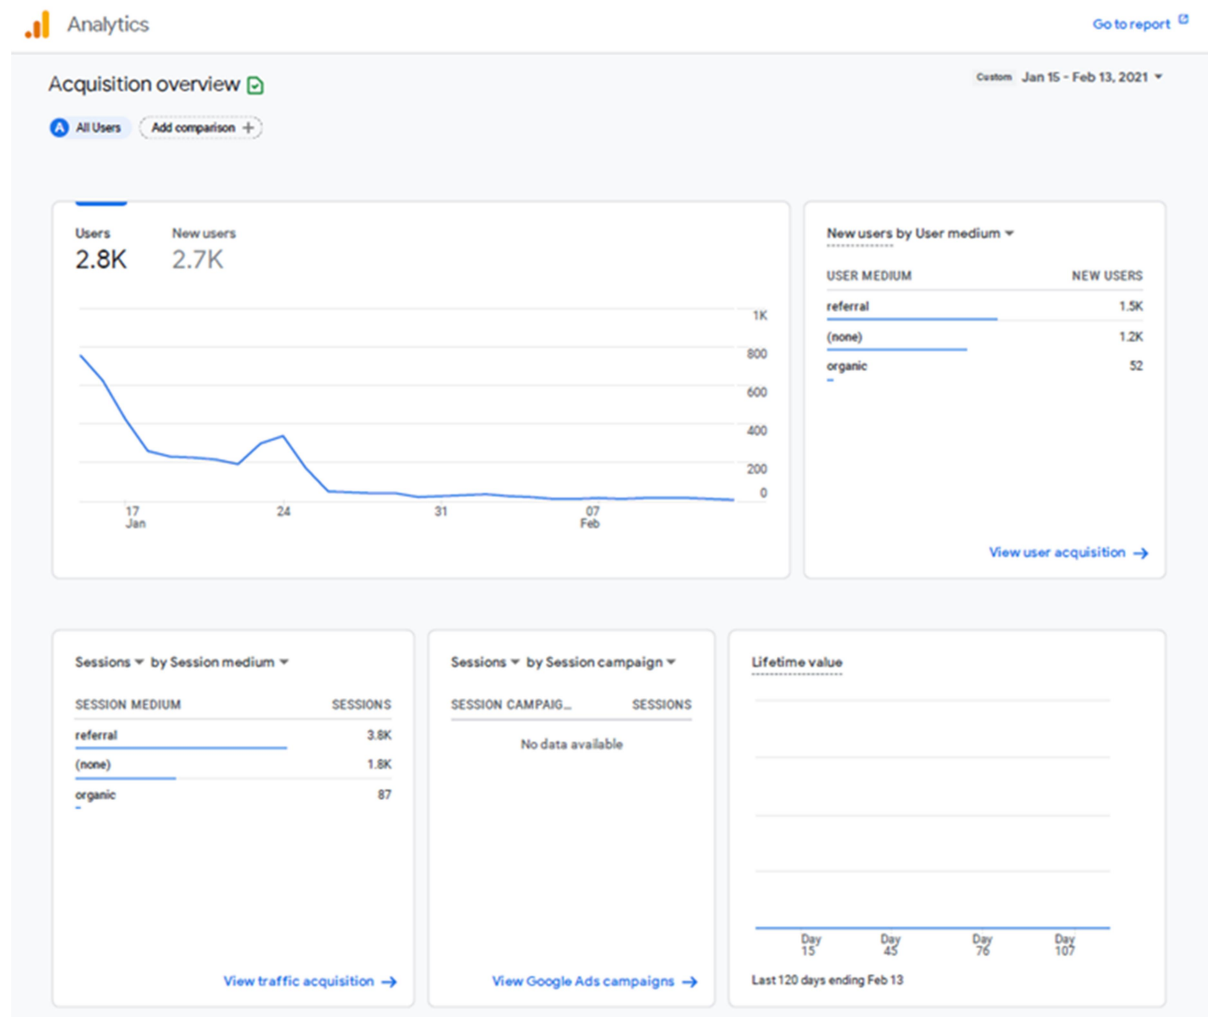 Analytics
Go to report
Acquisition overview
Custom Jan 15 - Feb 13, 2021
A All Users
Add comparison +
Users
New users
2.8K
2.7K
1K
800
600
400
200
0
17
Jan
24
31
07
Feb
New users by User medium
USER MEDIUM NEW USERS
referral 1.5K
(none) 1.2K
organic 52
View user acquisition →
Sessions by Session medium
SESSION MEDIUM SESSIONS
referral 3.8K
(none) 1.8K
organic 87
View traffic acquisition →
Sessions by Session campaign
SESSION CAMPAIG... SESSIONS
No data available
View Google Ads campaigns →
Lifetime value
Day
15
Day
45
Day
76
Day
107
Last 120 days ending Feb 13